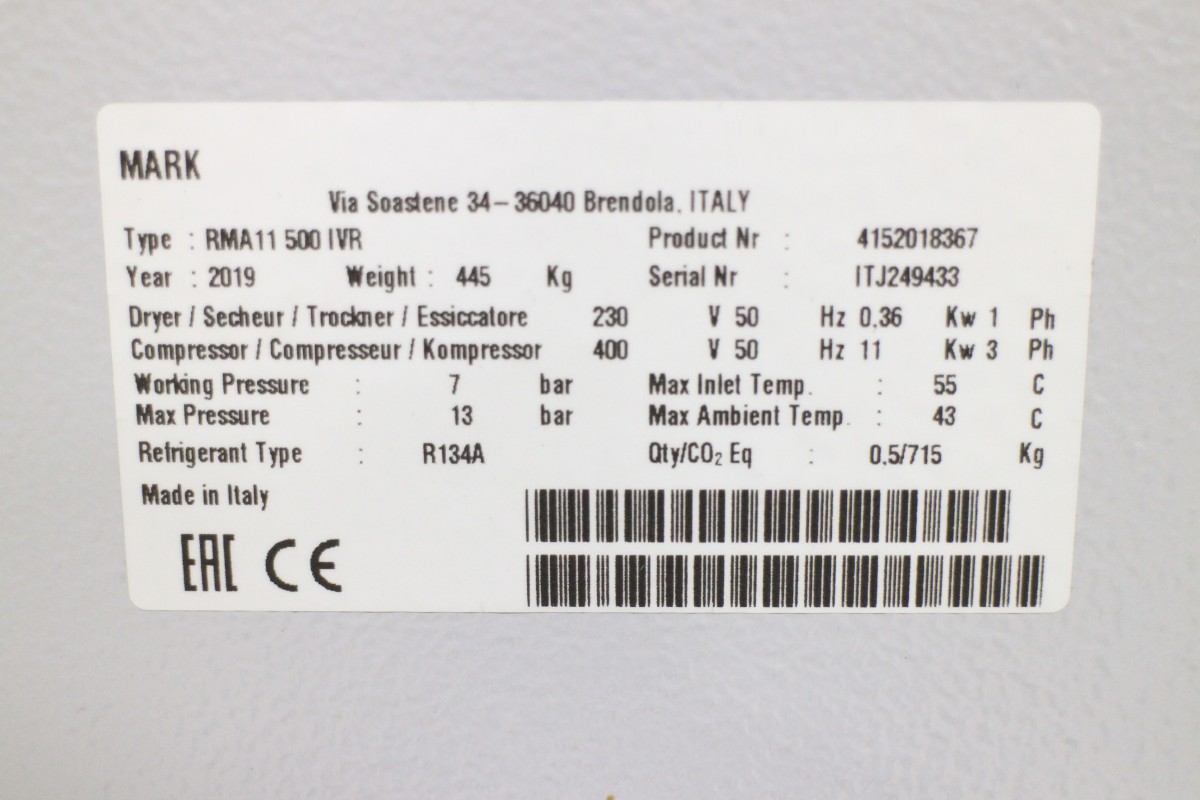 MARK
Via Soastene 34-36040 Brendola, ITALY
Type : RMA11 500 IVR Product Nr : 4152018367
Year : 2019 Weight : 445 Kg Serial Nr : ITJ249433
Dryer / Secheur / Trockner / Essiccatore 230 V 50 Hz 0.36 Kw 1 Ph
Compressor / Compresseur / Kompressor 400 V 50 Hz 11 Kw 3 Ph
Working Pressure : 7 bar Max Inlet Temp. : 55 C
Max Pressure : 13 bar Max Ambient Temp. : 43 C
Refrigerant Type : R134A Qty/CO₂ Eq : 0.5/715 Kg
Made in Italy
EAC CE